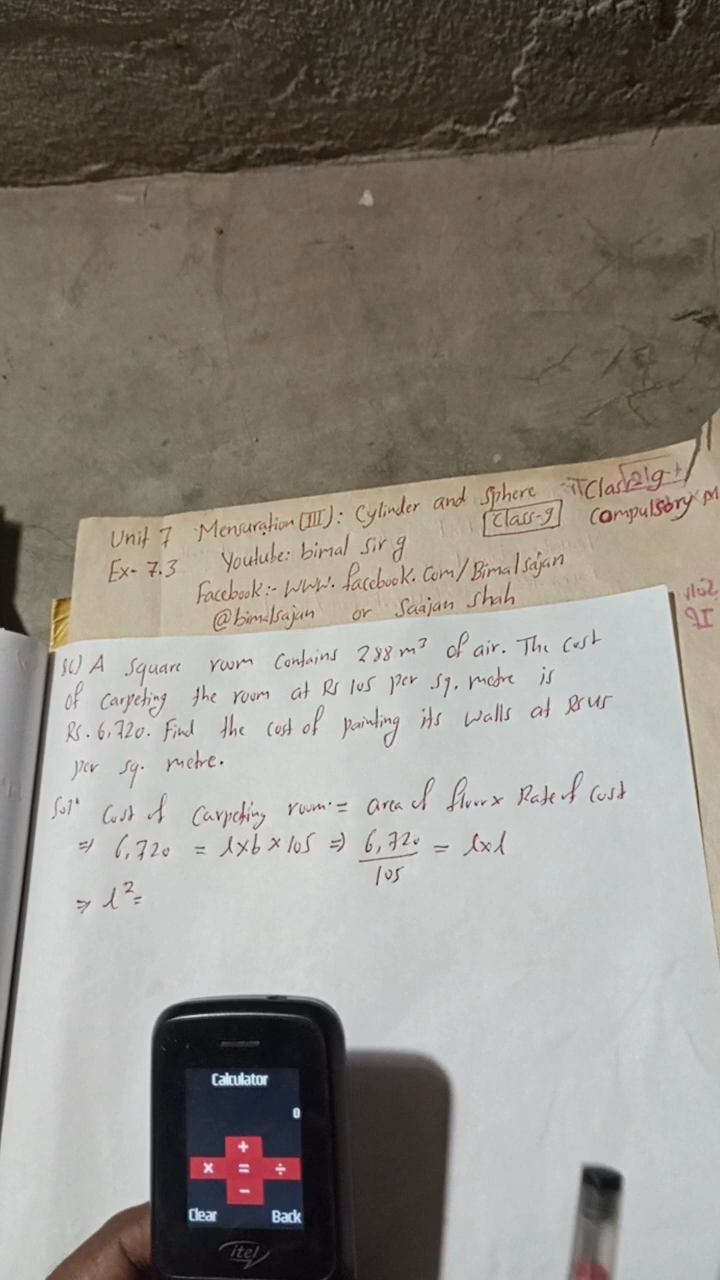 Unit 7 Mensuration (III): Cylinder and Sphere
Ex- 7.3
Class-9
Compulsory M
Youtube: bimal Sir g
Facebook:- WWW. facebook.Com/Bimalsajan
@bimalsajan or Saajan Shah
8c) A Square room Contains 288 m³ of air. The Cost
of Carpeting the room at Rs 105 per sq. metre is
Rs. 6,720. Find the cost of painting its walls at Rs
per sq. metre.
Solⁿ Cost of Carpeting room = area of floor x Rate of Cost
⇒ 6,720 = l×b×105 ⇒ 6,720/105 = l×l
⇒ l² =
Calculator
0
+
× = ÷
-
Clear Back
itel